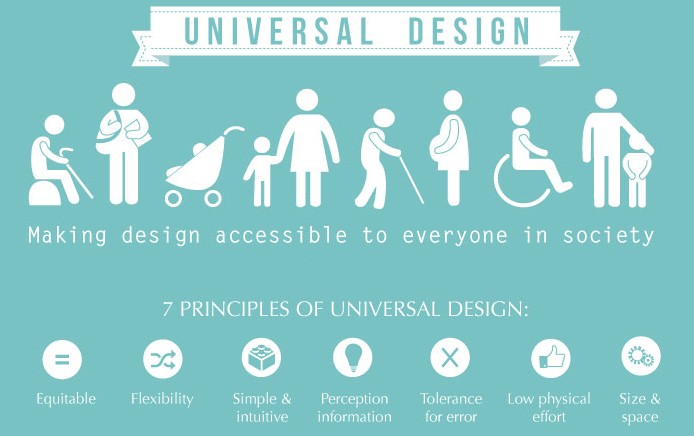 UNIVERSAL DESIGN
Making design accessible to everyone in society
7 PRINCIPLES OF UNIVERSAL DESIGN:
Equitable
Flexibility
Simple &
intuitive
Perception
information
Tolerance
for error
Low physical
effort
Size &
space